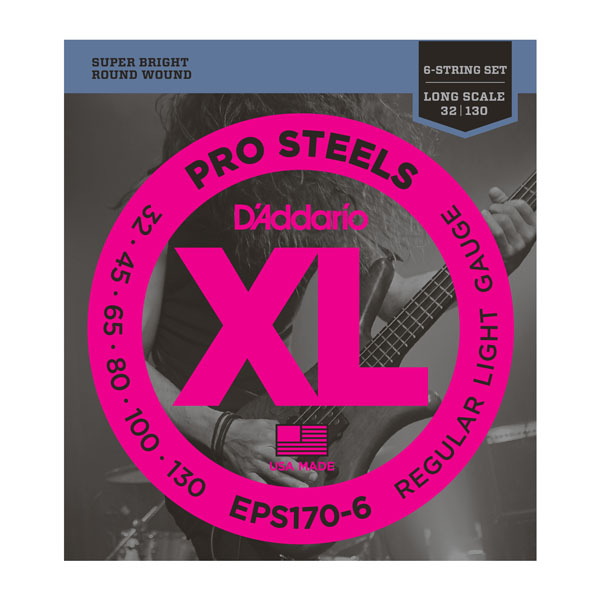 SUPER BRIGHT
ROUND WOUND
6-STRING SET
LONG SCALE
32|130
PRO STEELS
D'Addario
XL
USA MADE
32 · 45 · 65 · 80 · 100 · 130
EPS170-6
REGULAR LIGHT GAUGE